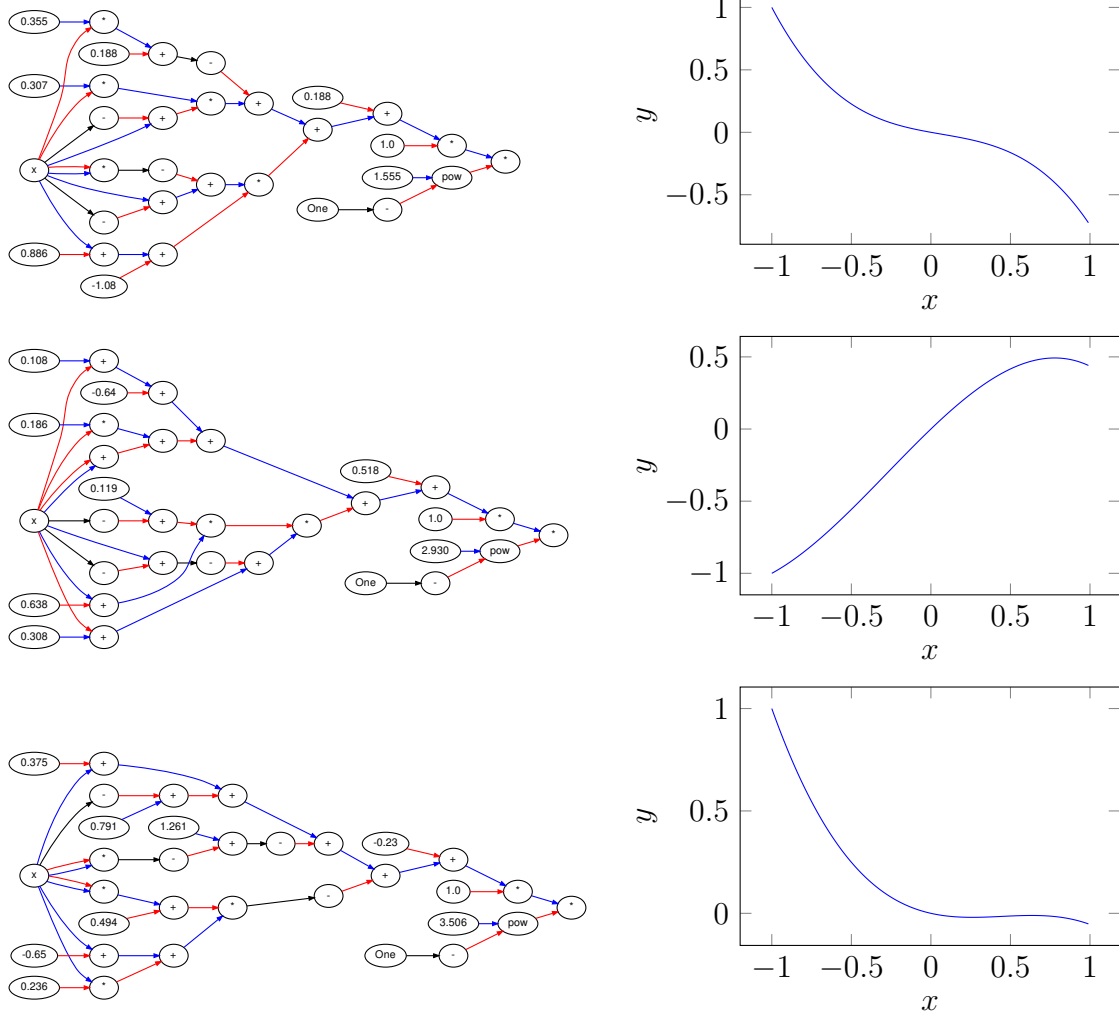 0.355 *
0.188 + -
0.307 * * +
0.188 +
- + +
1.0 *
x * - *
+ * 1.555 pow
+
- One -
0.886 + +
-1.08
1
0.5
0
−0.5
y
−1 −0.5 0 0.5 1
x
0.108 +
-0.64 +
0.186 *
+ +
+
0.518 +
0.119 +
x - + * * 1.0 *
*
2.930 pow
+ - +
- One -
0.638 +
0.308 +
0.5
0
−0.5
−1
y
−1 −0.5 0 0.5 1
x
0.375 +
- + +
0.791 1.261
+ - + -0.23 +
* -
x +
* 1.0 *
-
0.494 + * *
3.506 pow
-0.65 + + One -
0.236 *
1
0.5
0
y
−1 −0.5 0 0.5 1
x